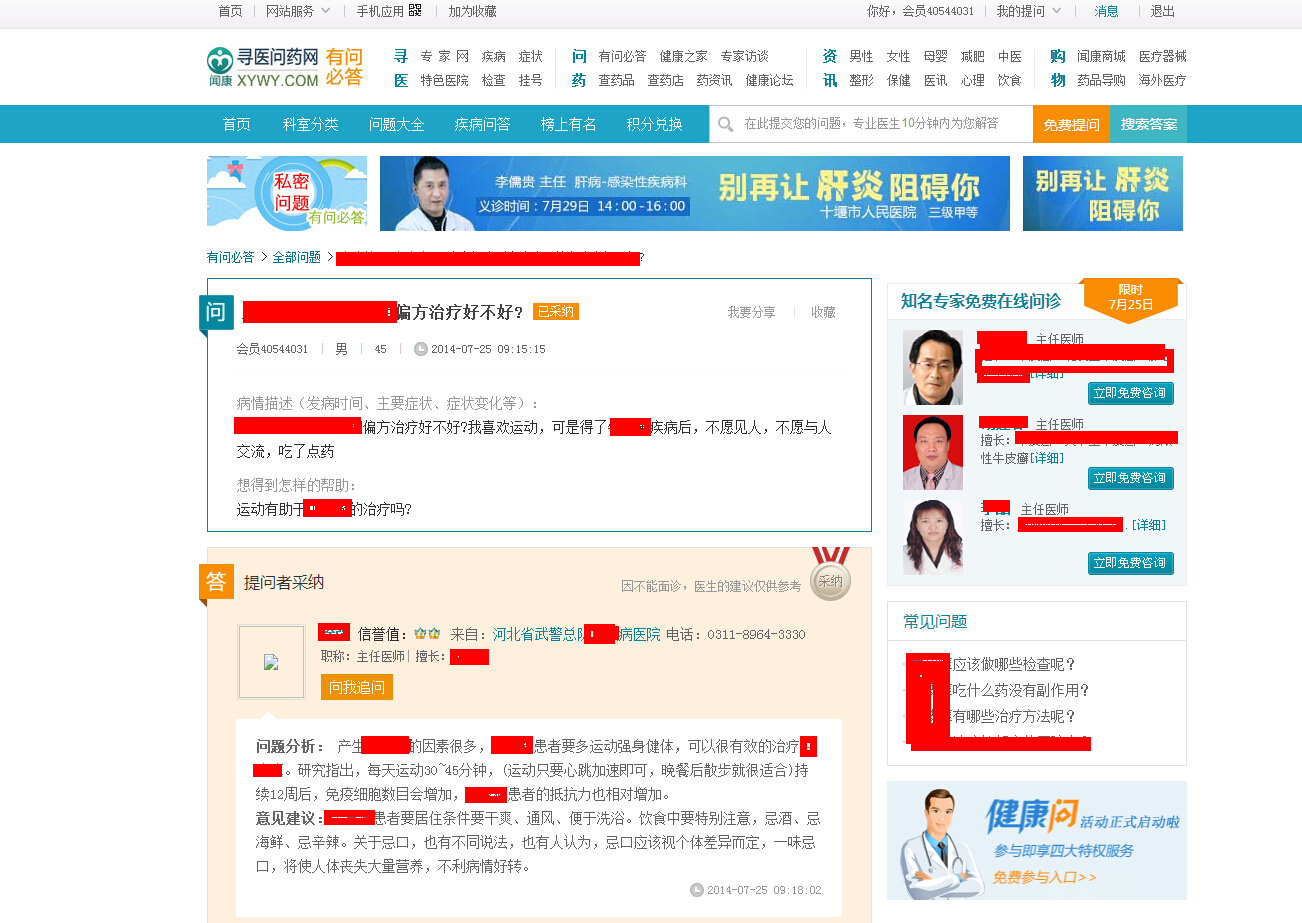 首页 网站服务 手机应用 加为收藏 你好，会员40544031 我的提问 消息 退出
闻康 寻医问药网 XYWY.COM 有问必答
寻医 专家网 疾病 症状 特色医院 检查 挂号
问药 有问必答 健康之家 专家访谈 查药品 查药店 药资讯 健康论坛
资讯 男性 女性 母婴 减肥 中医 整形 保健 医讯 心理 饮食
购物 闻康商城 医疗器械 药品导购 海外医疗
首页 科室分类 问题大全 疾病问答 榜上有名 积分兑换 在此提交您的问题，专业医生10分钟内为您解答 免费提问 搜索答案
私密问题 有问必答
李儒贵 主任 肝病-感染性疾病科
义诊时间：7月29日 14：00-16：00
别再让肝炎阻碍你
十堰市人民医院 三级甲等
别再让 肝炎
阻碍你
有问必答 > 全部问题 > ?
问 偏方治疗好不好? 已采纳 我要分享 收藏
会员40544031 男 45 2014-07-25 09:15:15
病情描述（发病时间、主要症状、症状变化等）：
偏方治疗好不好?我喜欢运动，可是得了 疾病后，不愿见人，不愿与人
交流，吃了点药
想得到怎样的帮助：
运动有助于 的治疗吗?
答 提问者采纳 因不能面诊，医生的建议仅供参考 采纳
信誉值： 来自：河北省武警总队 病医院 电话：0311-8964-3330
职称：主任医师| 擅长：
向我追问
问题分析： 产生 的因素很多， 患者要多运动强身健体，可以很有效的治疗
。研究指出，每天运动30~45分钟，(运动只要心跳加速即可，晚餐后散步就很适合)持
续12周后，免疫细胞数目会增加， 患者的抵抗力也相对增加。
意见建议： 患者要居住条件要干爽、通风、便于洗浴。饮食中要特别注意，忌酒、忌
海鲜、忌辛辣。关于忌口，也有不同说法，也有人认为，忌口应该视个体差异而定，一味忌
口，将使人体丧失大量营养，不利病情好转。
2014-07-25 09:18:02
知名专家免费在线问诊 限时
7月25日
主任医师
[详细]
立即免费咨询
主任医师
擅长：
性牛皮癣[详细]
立即免费咨询
主任医师
擅长： . [详细]
立即免费咨询
常见问题
应该做哪些检查呢？
吃什么药没有副作用？
有哪些治疗方法呢？
健康问 活动正式启动啦
参与即享四大特权服务
免费参与入口>>